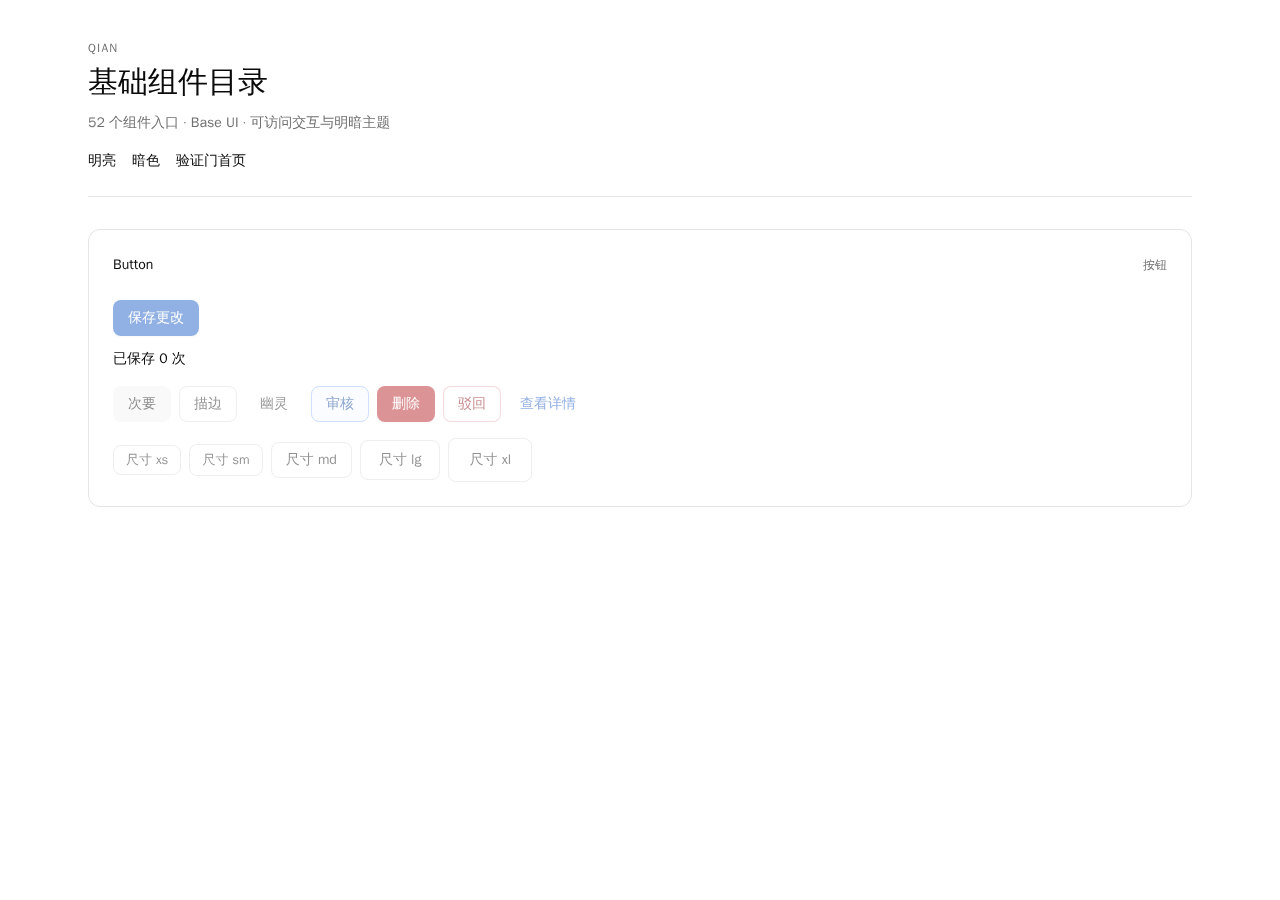 QIAN
基础组件目录
52 个组件入口 · Base UI · 可访问交互与明暗主题
明亮 暗色 验证门首页
Button 按钮
保存更改
已保存 0 次
次要 描边 幽灵 审核 删除 驳回 查看详情
尺寸 xs 尺寸 sm 尺寸 md 尺寸 lg 尺寸 xl